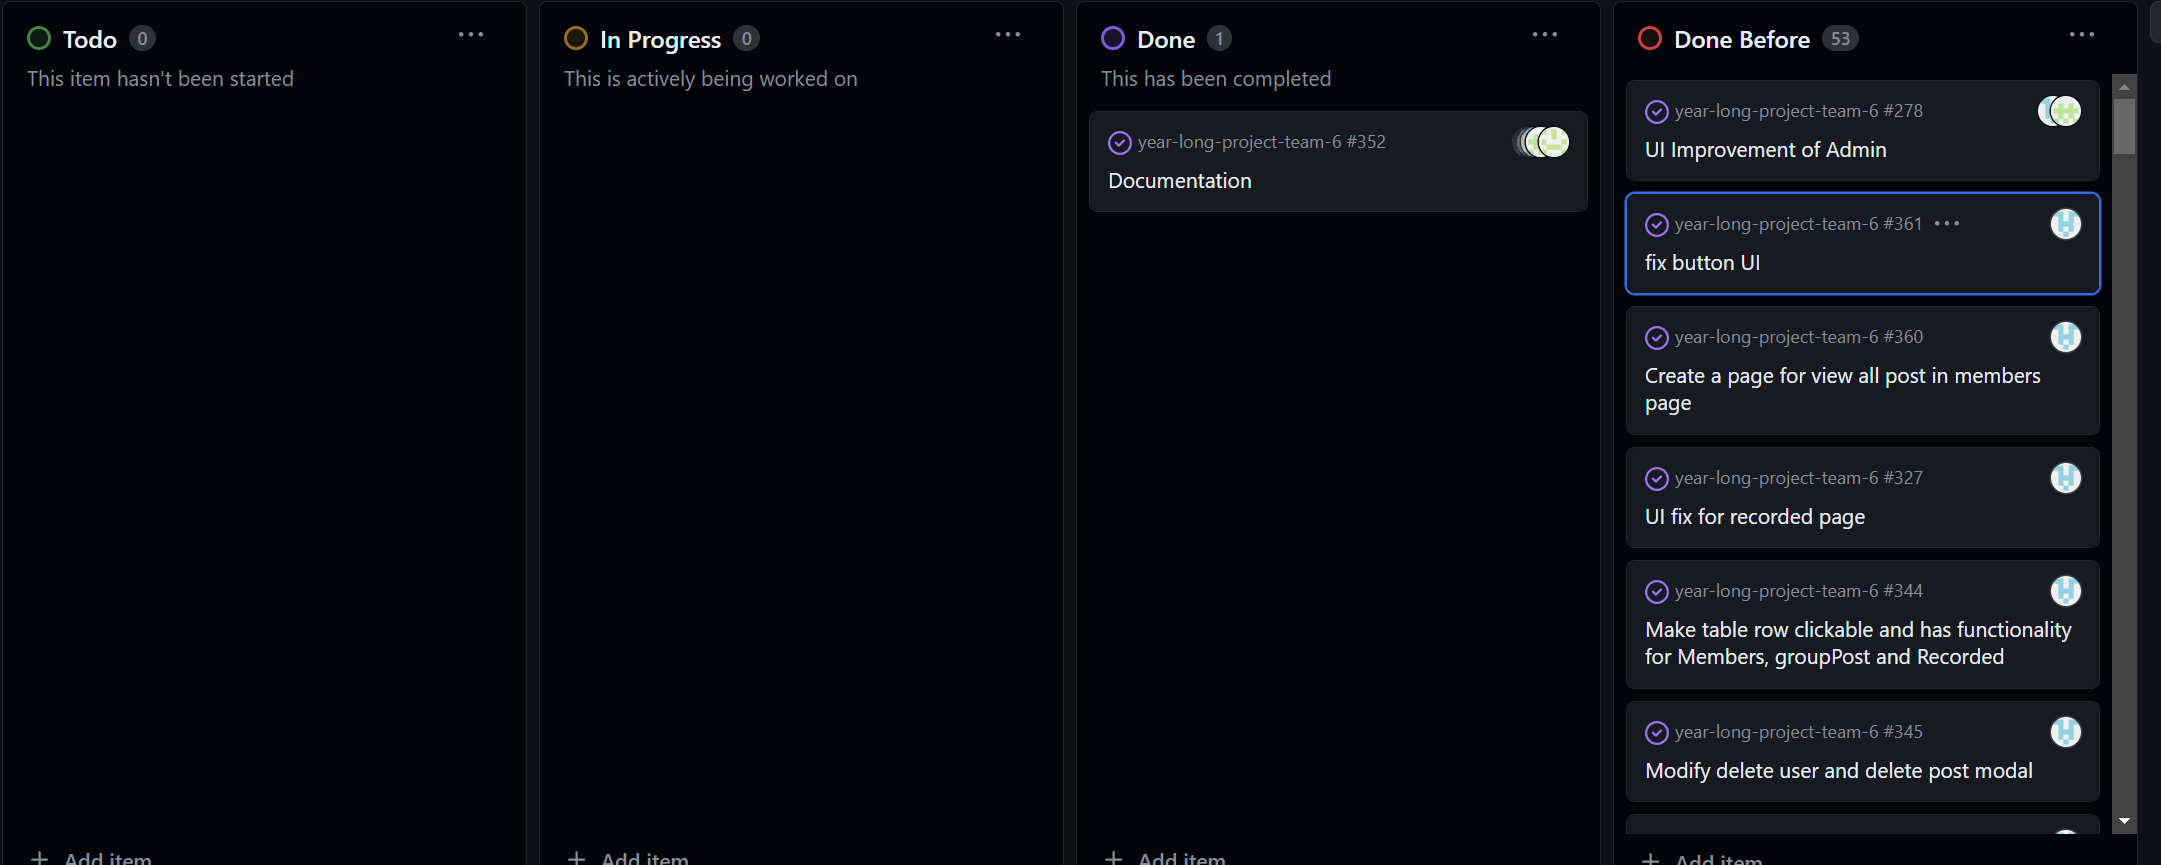 Todo 0
This item hasn't been started
Add item
In Progress 0
This is actively being worked on
Add item
Done 1
This has been completed
year-long-project-team-6 #352
Documentation
Add item
Done Before 53
year-long-project-team-6 #278
UI Improvement of Admin
year-long-project-team-6 #361
fix button UI
year-long-project-team-6 #360
Create a page for view all post in members
page
year-long-project-team-6 #327
UI fix for recorded page
year-long-project-team-6 #344
Make table row clickable and has functionality
for Members, groupPost and Recorded
year-long-project-team-6 #345
Modify delete user and delete post modal
Add item